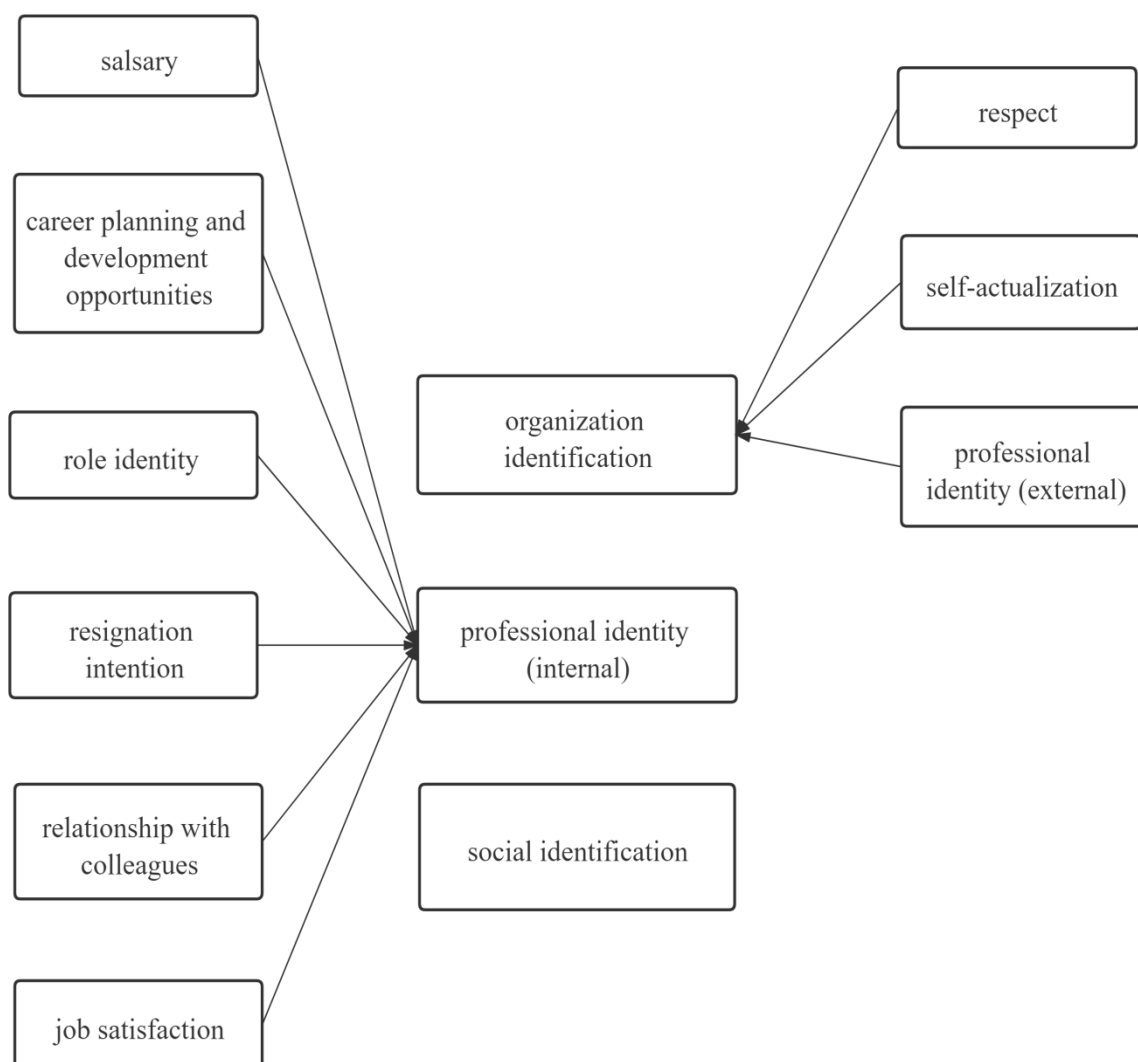 salsary
career planning and
development
opportunities
role identity
resignation
intention
relationship with
colleagues
job satisfaction
organization
identification
professional identity
(internal)
social identification
respect
self-actualization
professional
identity (external)